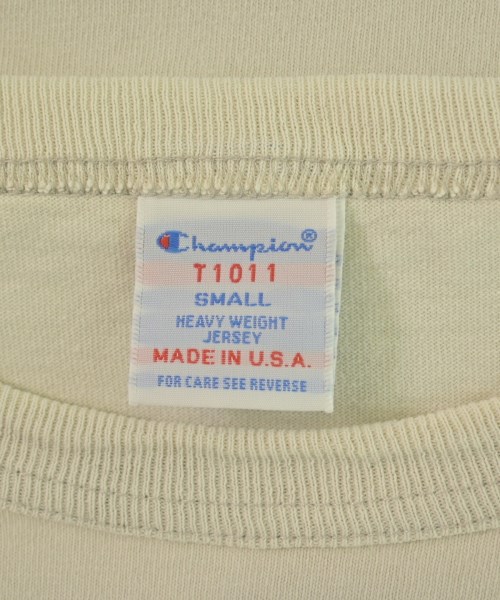 Champion®
T1011
SMALL
HEAVY WEIGHT
JERSEY
MADE IN U.S.A.
FOR CARE SEE REVERSE